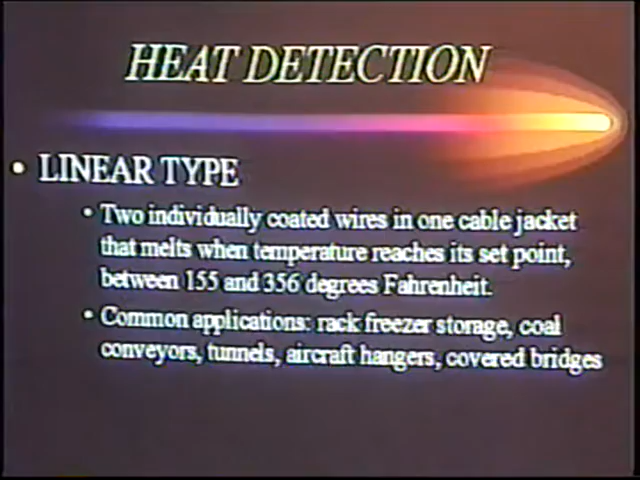 HEAT DETECTION
• LINEAR TYPE
• Two individually coated wires in one cable jacket
that melts when temperature reaches its set point,
between 155 and 356 degrees Fahrenheit.
• Common applications: rack freezer storage, coal
conveyors, tunnels, aircraft hangers, covered bridges